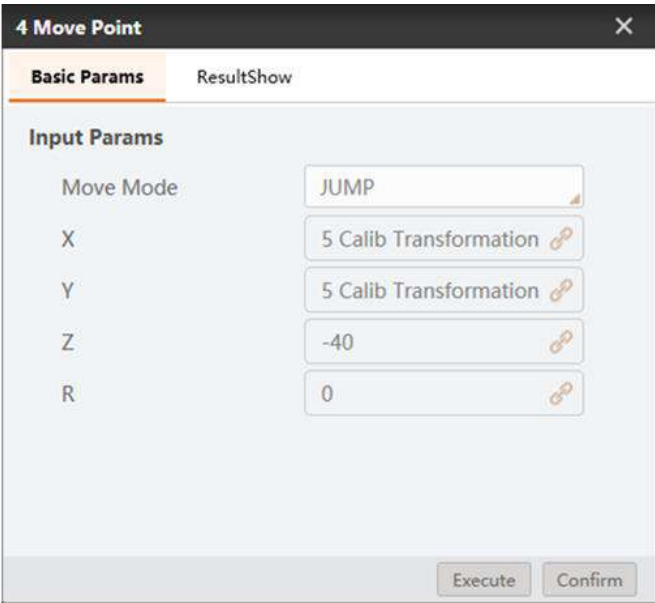 4 Move Point
Basic Params ResultShow
Input Params
Move Mode JUMP
X 5 Calib Transformation
Y 5 Calib Transformation
Z -40
R 0
Execute Confirm